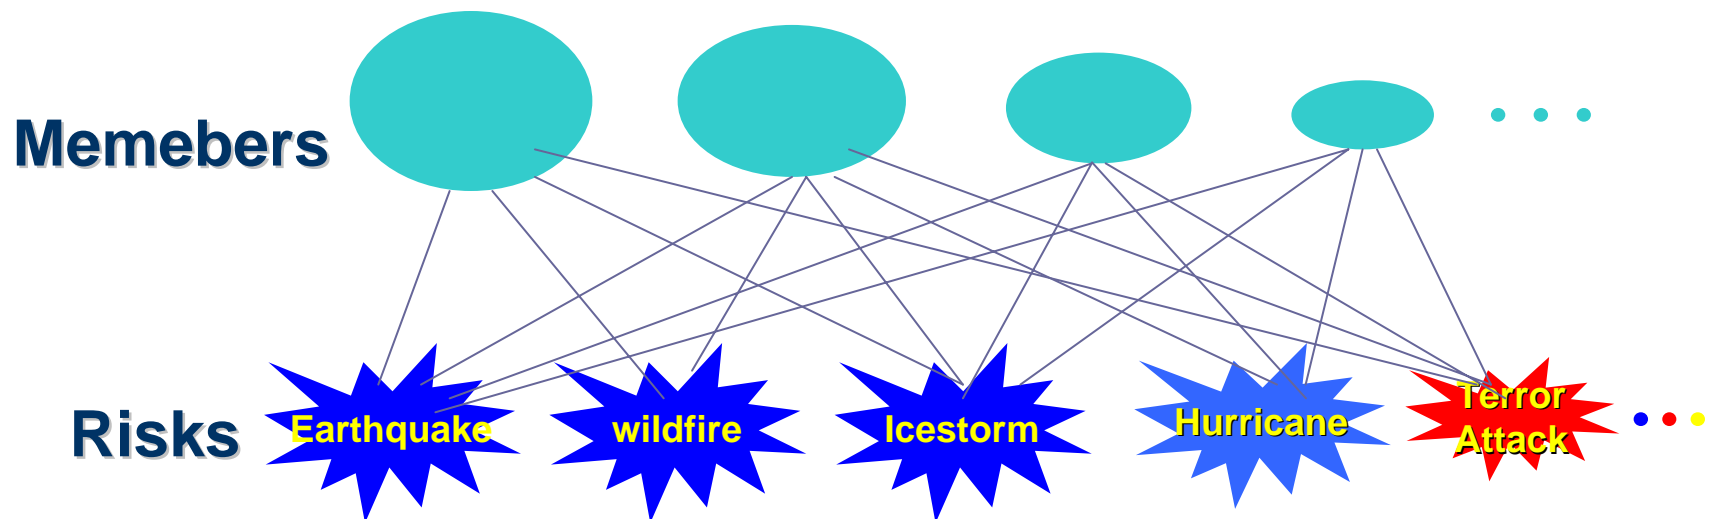 Memebers
Risks
Earthquake
wildfire
Icestorm
Hurricane
Terror
Attack